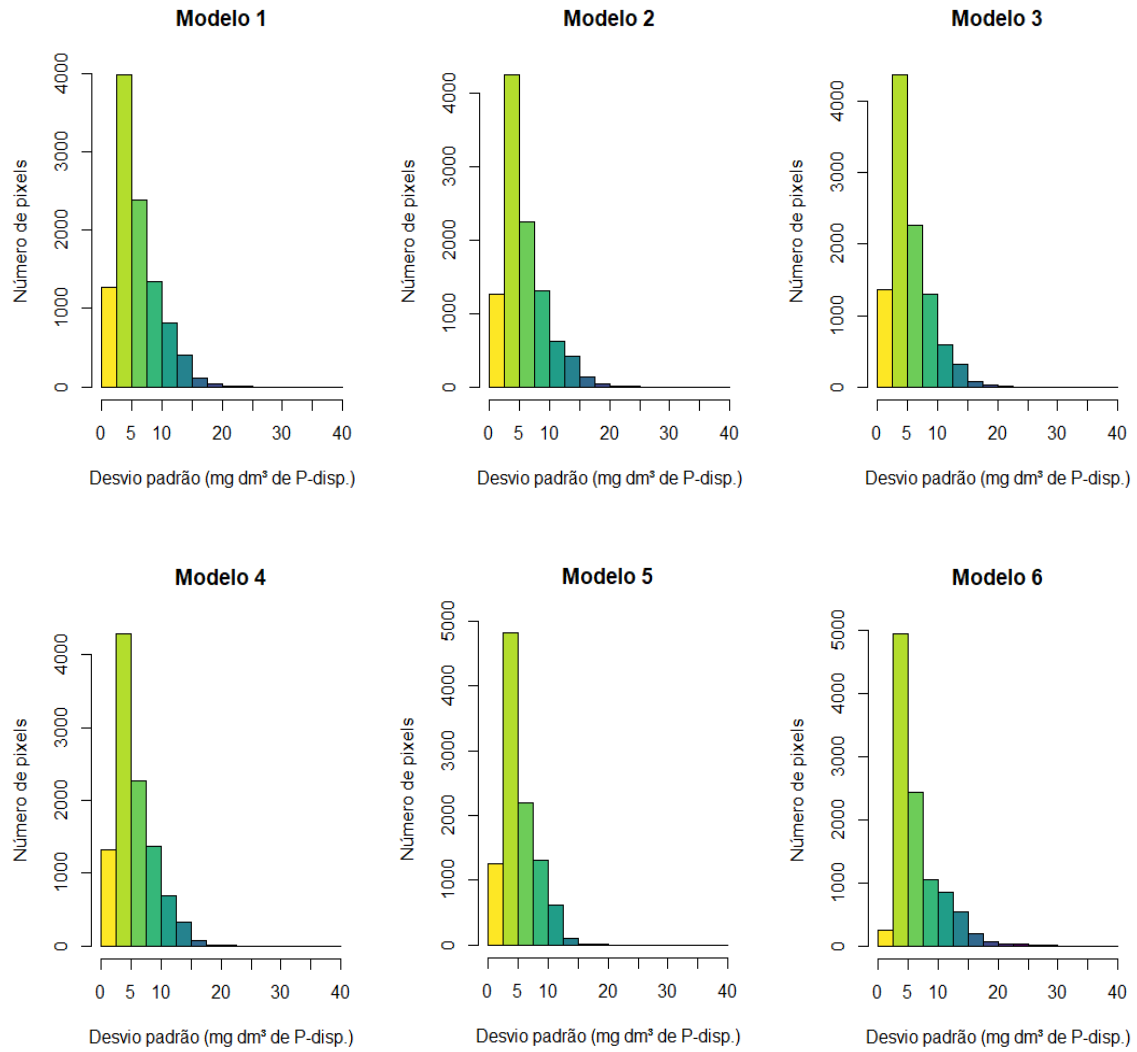 Modelo 1
Número de pixels
4000
3000
2000
1000
0
0 5 10 20 30 40
Desvio padrão (mg dm³ de P-disp.)
Modelo 2
Número de pixels
4000
3000
2000
1000
0
0 5 10 20 30 40
Desvio padrão (mg dm³ de P-disp.)
Modelo 3
Número de pixels
4000
3000
2000
1000
0
0 5 10 20 30 40
Desvio padrão (mg dm³ de P-disp.)
Modelo 4
Número de pixels
4000
3000
2000
1000
0
0 5 10 20 30 40
Desvio padrão (mg dm³ de P-disp.)
Modelo 5
Número de pixels
5000
4000
3000
2000
1000
0
0 5 10 20 30 40
Desvio padrão (mg dm³ de P-disp.)
Modelo 6
Número de pixels
5000
4000
3000
2000
1000
0
0 5 10 20 30 40
Desvio padrão (mg dm³ de P-disp.)